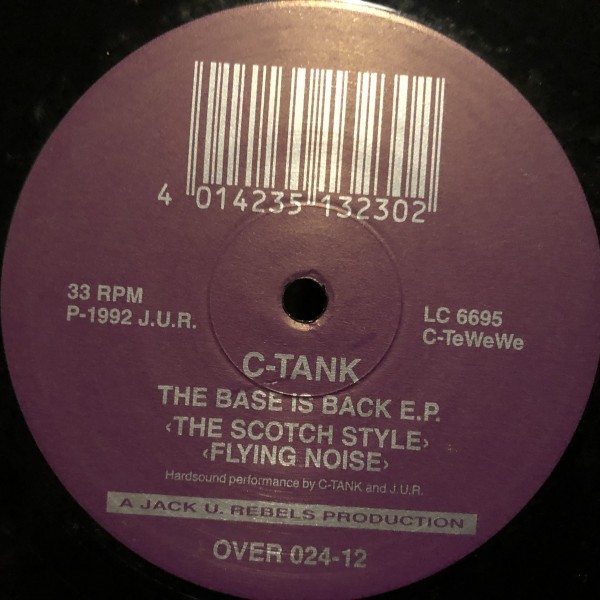 4 014235 132302
33 RPM
P-1992 J.U.R.
LC 6695
C-TeWeWe
C-TANK
THE BASE IS BACK E.P.
‹THE SCOTCH STYLE›
‹FLYING NOISE›
Hardsound performance by C-TANK and J.U.R.
A JACK U. REBELS PRODUCTION
OVER 024-12